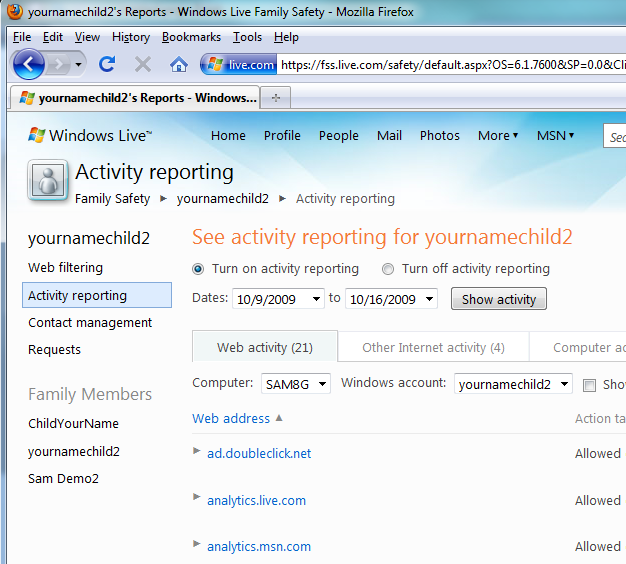 yournamechild2's Reports - Windows Live Family Safety - Mozilla Firefox
File Edit View History Bookmarks Tools Help
live.com https://fss.live.com/safety/default.aspx?OS=6.1.7600&SP=0.0&Cli
yournamechild2's Reports - Windows...
Windows Live™ Home Profile People Mail Photos More MSN Sea
Activity reporting
Family Safety ► yournamechild2 ► Activity reporting
yournamechild2
Web filtering
Activity reporting
Contact management
Requests
Family Members
ChildYourName
yournamechild2
Sam Demo2
See activity reporting for yournamechild2
Turn on activity reporting Turn off activity reporting
Dates: 10/9/2009 to 10/16/2009 Show activity
Web activity (21) Other Internet activity (4) Computer ac
Computer: SAM8G Windows account: yournamechild2 Sho
Web address Action ta
ad.doubleclick.net Allowed
analytics.live.com Allowed
analytics.msn.com Allowed